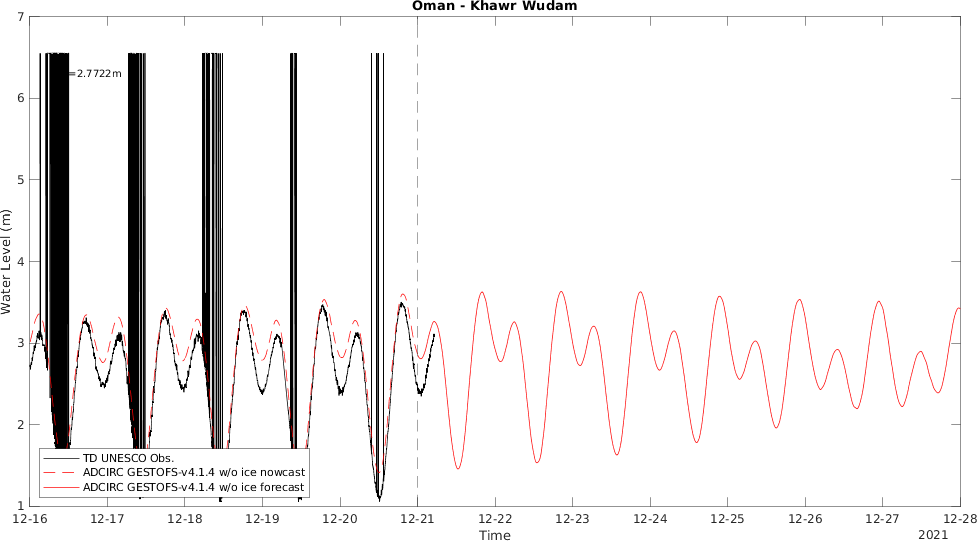 Oman - Khawr Wudam
7
=2.7722m
6
5
4
3
2
1
Water Level (m)
TD UNESCO Obs.
ADCIRC GESTOFS-v4.1.4 w/o ice nowcast
ADCIRC GESTOFS-v4.1.4 w/o ice forecast
12-16 12-17 12-18 12-19 12-20 12-21 12-22 12-23 12-24 12-25 12-26 12-27 12-28
Time
2021